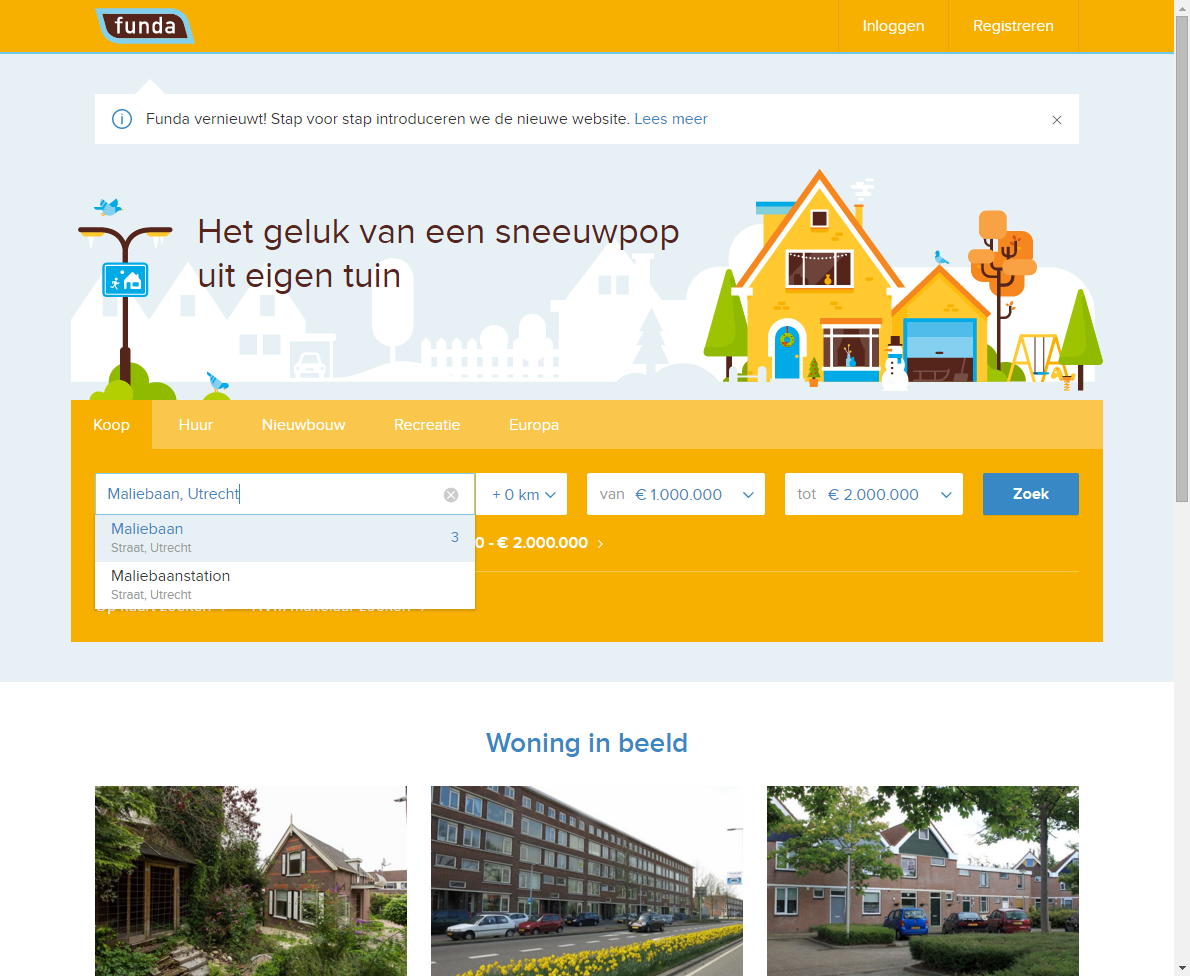 funda
Inloggen
Registreren
Funda vernieuwt! Stap voor stap introduceren we de nieuwe website. Lees meer
Het geluk van een sneeuwpop
uit eigen tuin
Koop
Huur
Nieuwbouw
Recreatie
Europa
Maliebaan, Utrecht
+ 0 km
van € 1.000.000
tot € 2.000.000
Zoek
Maliebaan
Straat, Utrecht
3
0 - € 2.000.000
Maliebaanstation
Straat, Utrecht
Woning in beeld